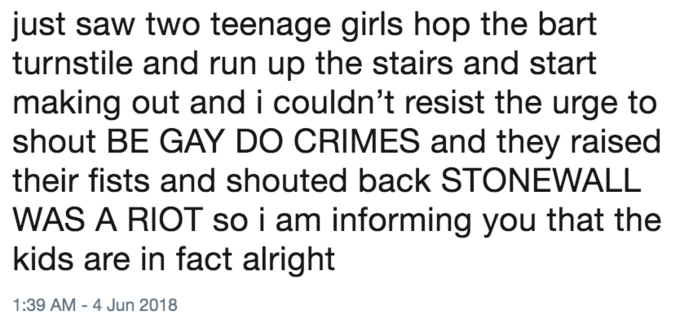 just saw two teenage girls hop the bart
turnstile and run up the stairs and start
making out and i couldn’t resist the urge to
shout BE GAY DO CRIMES and they raised
their fists and shouted back STONEWALL
WAS A RIOT so i am informing you that the
kids are in fact alright
1:39 AM - 4 Jun 2018